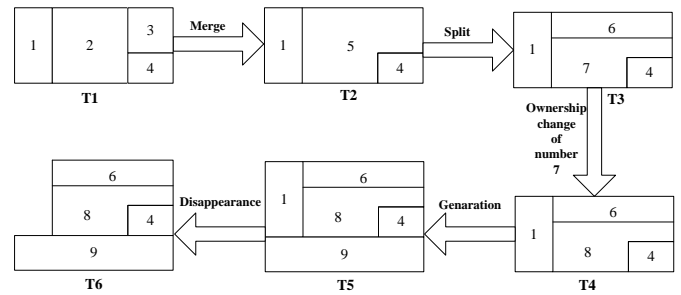 1 2 3 4
Merge
1 5 4
Split
1 6 7 4
T1
T2
T3
Ownership
change
of
number
7
1 6 8 4
T4
Genaration
1 6 8 4 9
T5
Disappearance
6 8 4 9
T6